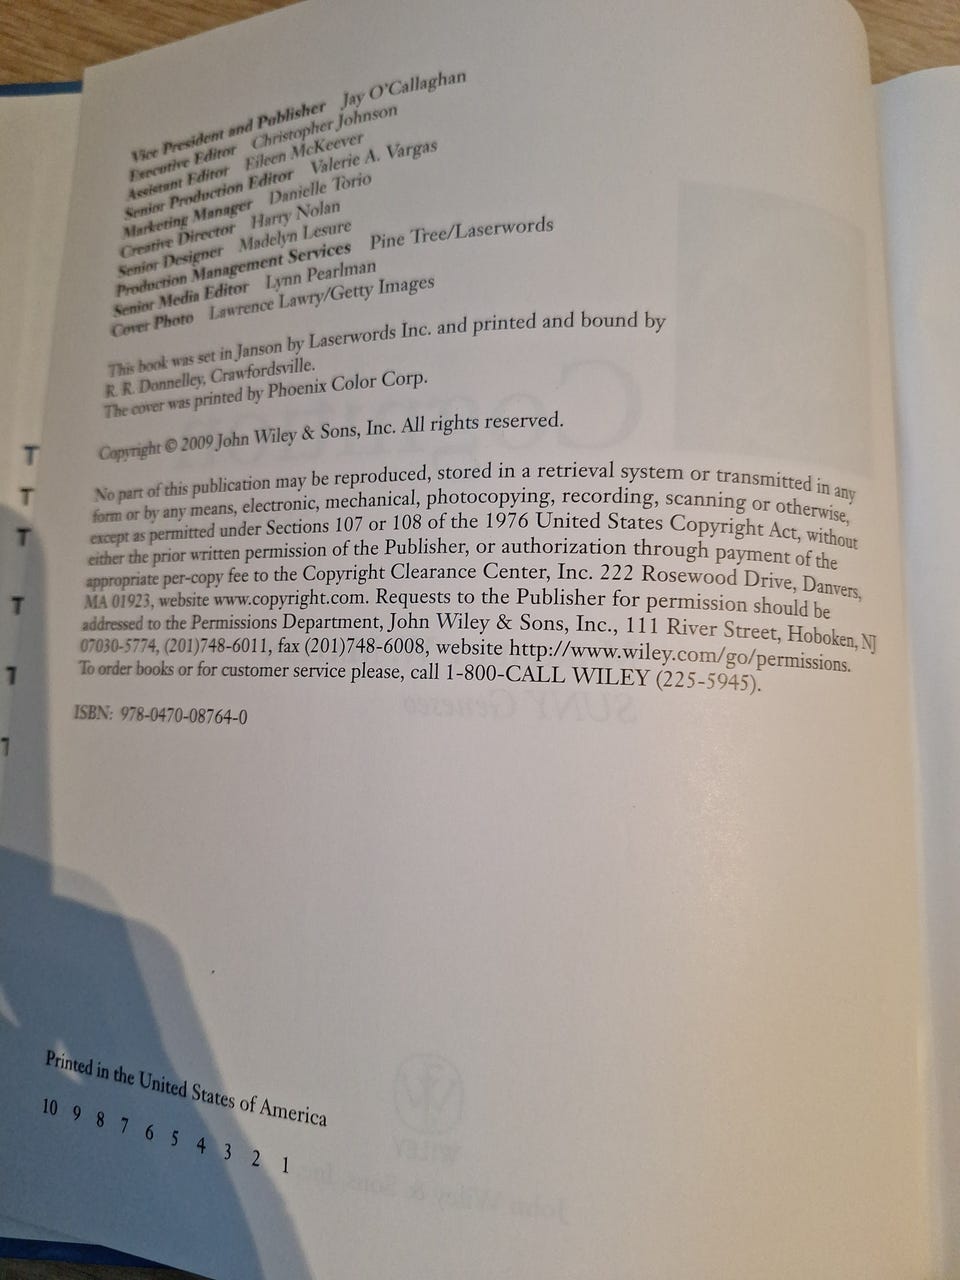 Vice President and Publisher Jay O'Callaghan
Executive Editor Christopher Johnson
Assistant Editor Eileen McKeever
Senior Production Editor Valerie A. Vargas
Marketing Manager Danielle Torio
Creative Director Harry Nolan
Senior Designer Madelyn Lesure
Production Management Services Pine Tree/Laserwords
Senior Media Editor Lynn Pearlman
Cover Photo Lawrence Lawry/Getty Images
This book was set in Janson by Laserwords Inc. and printed and bound by
R. R. Donnelley, Crawfordsville.
The cover was printed by Phoenix Color Corp.
Copyright © 2009 John Wiley & Sons, Inc. All rights reserved.
No part of this publication may be reproduced, stored in a retrieval system or transmitted in any
form or by any means, electronic, mechanical, photocopying, recording, scanning or otherwise,
except as permitted under Sections 107 or 108 of the 1976 United States Copyright Act, without
either the prior written permission of the Publisher, or authorization through payment of the
appropriate per-copy fee to the Copyright Clearance Center, Inc. 222 Rosewood Drive, Danvers,
MA 01923, website www.copyright.com. Requests to the Publisher for permission should be
addressed to the Permissions Department, John Wiley & Sons, Inc., 111 River Street, Hoboken, NJ
07030-5774, (201)748-6011, fax (201)748-6008, website http://www.wiley.com/go/permissions.
To order books or for customer service please, call 1-800-CALL WILEY (225-5945).
ISBN: 978-0470-08764-0
Printed in the United States of America
10 9 8 7 6 5 4 3 2 1